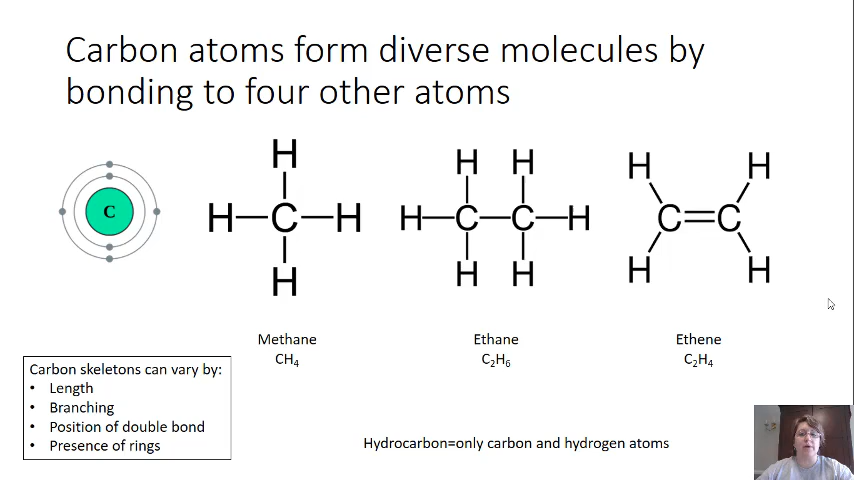 Carbon atoms form diverse molecules by
bonding to four other atoms
C
H
H—C—H
H
H H
H—C—C—H
H H
H H
C=C
H H
Methane
CH₄
Ethane
C₂H₆
Ethene
C₂H₄
Carbon skeletons can vary by:
• Length
• Branching
• Position of double bond
• Presence of rings
Hydrocarbon=only carbon and hydrogen atoms